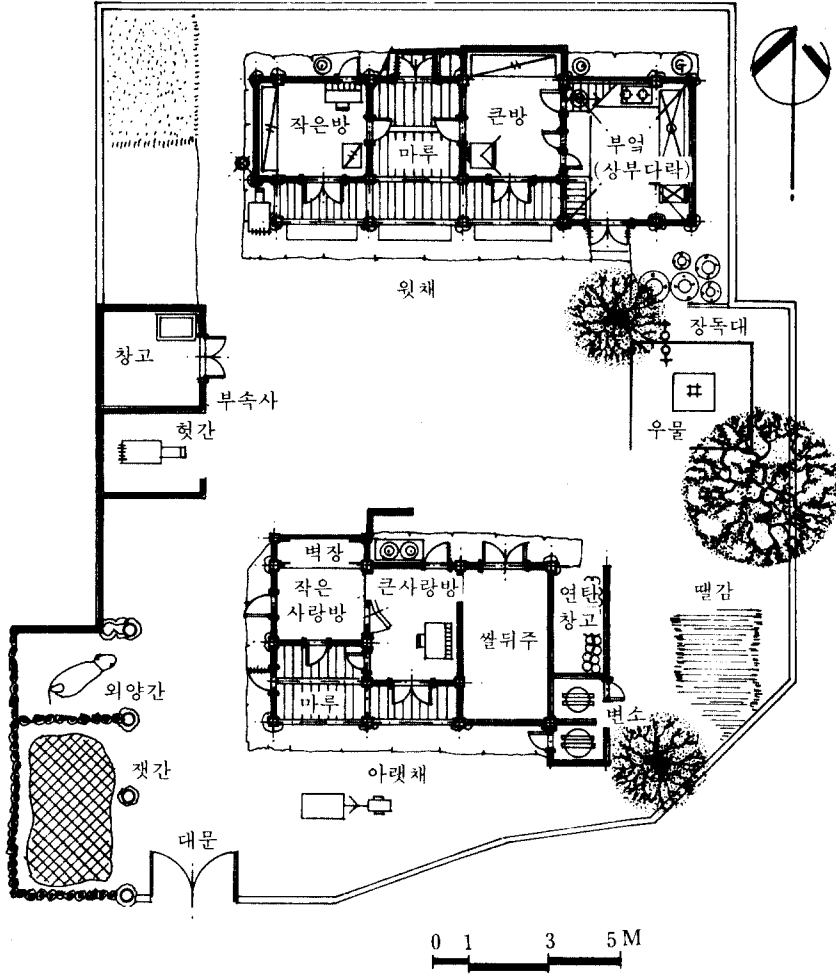 작은방
마루
큰방
부엌
(상부다락)
윗채
장독대
창고
부속사
헛간
우물
벽장
작은
사랑방
큰사랑방
쌀뒤주
연탄
창고
땔감
외양간
마루
변소
잿간
아랫채
대문
0 1 3 5 M